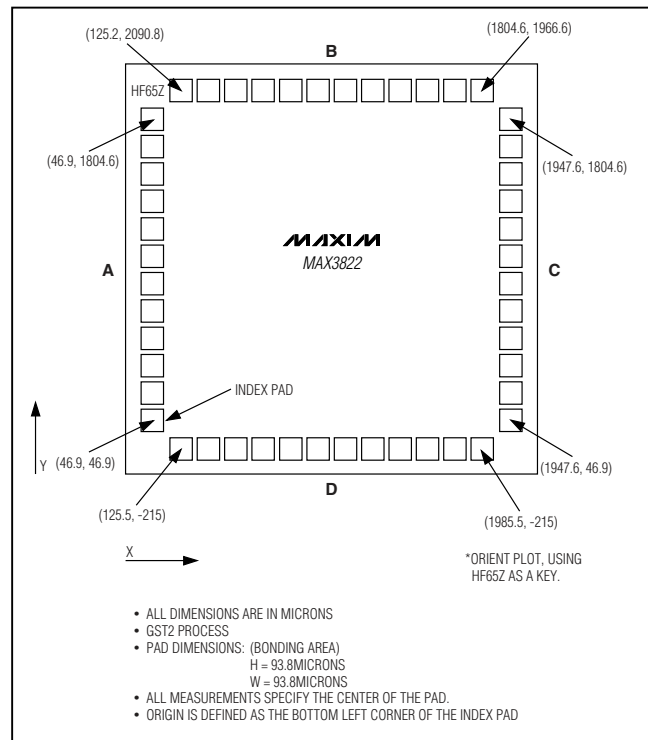 (125.2, 2090.8)
B
(1804.6, 1966.6)
HF65Z
(46.9, 1804.6)
(1947.6, 1804.6)
MAXIM
MAX3822
A
C
INDEX PAD
Y
(46.9, 46.9)
(1947.6, 46.9)
D
(125.5, -215)
(1985.5, -215)
X
*ORIENT PLOT, USING
HF65Z AS A KEY.
• ALL DIMENSIONS ARE IN MICRONS
• GST2 PROCESS
• PAD DIMENSIONS: (BONDING AREA)
H = 93.8MICRONS
W = 93.8MICRONS
• ALL MEASUREMENTS SPECIFY THE CENTER OF THE PAD.
• ORIGIN IS DEFINED AS THE BOTTOM LEFT CORNER OF THE INDEX PAD